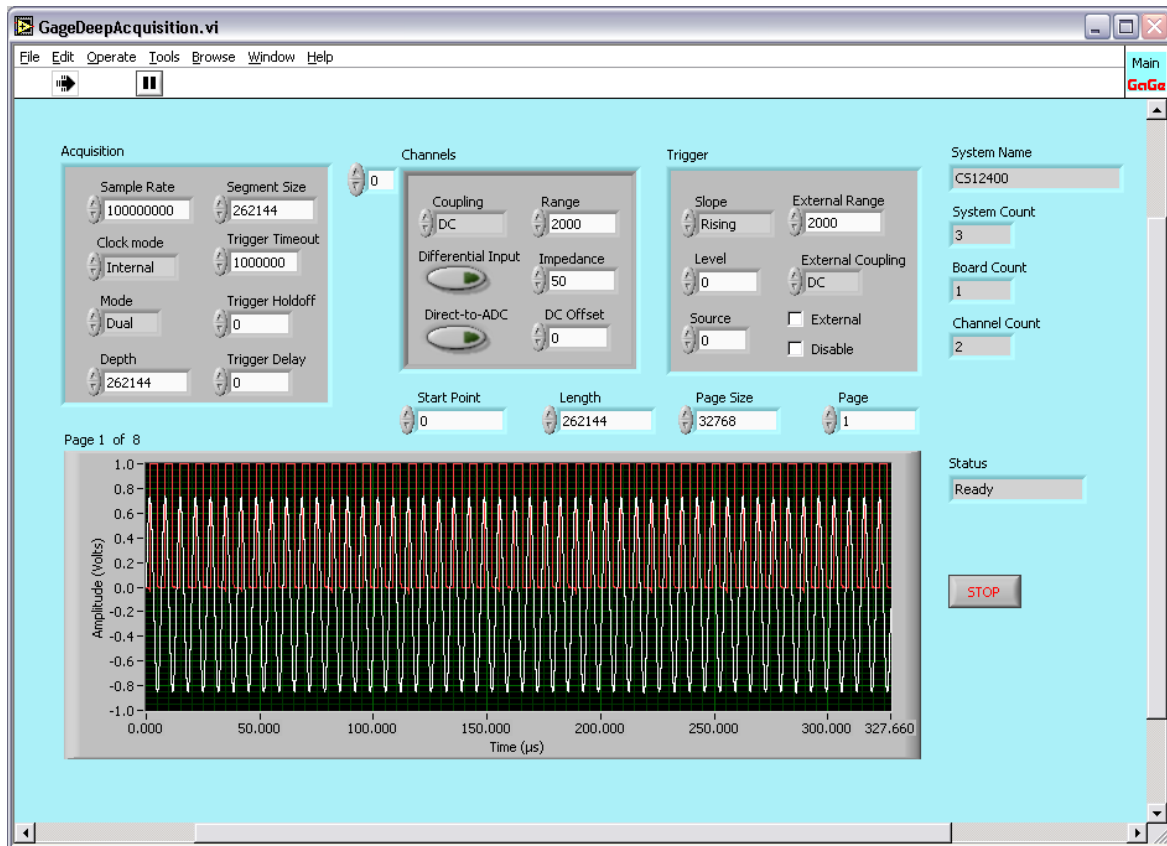 GageDeepAcquisition.vi
File Edit Operate Tools Browse Window Help
Main
GaGe
Acquisition
Sample Rate
100000000
Segment Size
262144
Clock mode
Internal
Trigger Timeout
1000000
Mode
Dual
Trigger Holdoff
0
Depth
262144
Trigger Delay
0
0
Channels
Coupling
DC
Range
2000
Differential Input
Impedance
50
Direct-to-ADC
DC Offset
0
Trigger
Slope
Rising
External Range
2000
Level
0
External Coupling
DC
Source
0
External
Disable
System Name
CS12400
System Count
3
Board Count
1
Channel Count
2
Start Point
0
Length
262144
Page Size
32768
Page
1
Page 1 of 8
Amplitude (Volts)
1.0
0.8
0.6
0.4
0.2
0.0
-0.2
-0.4
-0.6
-0.8
-1.0
0.000 50.000 100.000 150.000 200.000 250.000 300.000 327.660
Time (µs)
Status
Ready
STOP